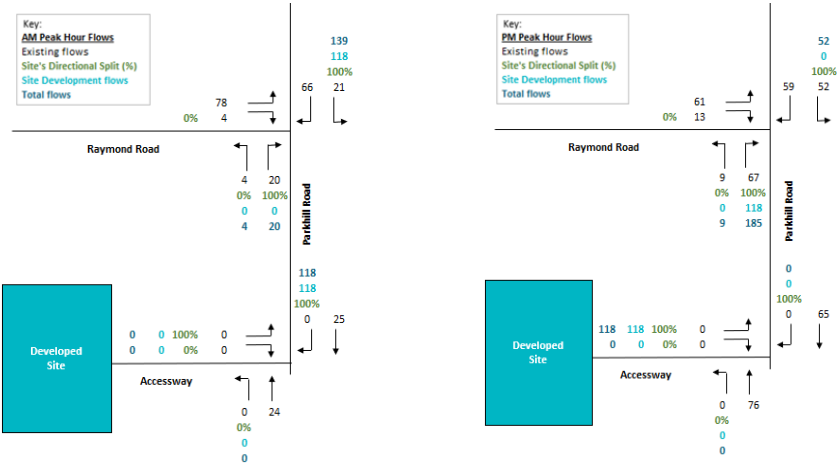 Key:
AM Peak Hour Flows
Existing flows
Site's Directional Split (%)
Site Development flows
Total flows
139
118
100%
66 21
78
0% 4
Raymond Road
4 20
0% 100%
0 0
4 20
Parkhill Road
118
118
100%
0 25
Developed
Site
0 0 100% 0
0 0 0% 0
Accessway
0 24
0%
0
0
Key:
PM Peak Hour Flows
Existing flows
Site's Directional Split (%)
Site Development flows
Total flows
52
0
100%
59 52
61
0% 13
Raymond Road
9 67
0% 100%
0 118
9 185
Parkhill Road
0
0
100%
0 65
Developed
Site
118 118 100% 0
0 0 0% 0
Accessway
0 76
0%
0
0